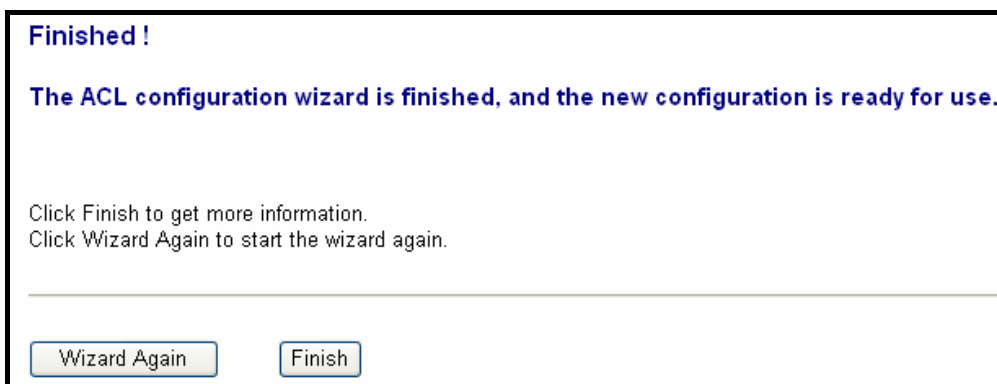 Finished !
The ACL configuration wizard is finished, and the new configuration is ready for use.
Click Finish to get more information.
Click Wizard Again to start the wizard again.
Wizard Again
Finish